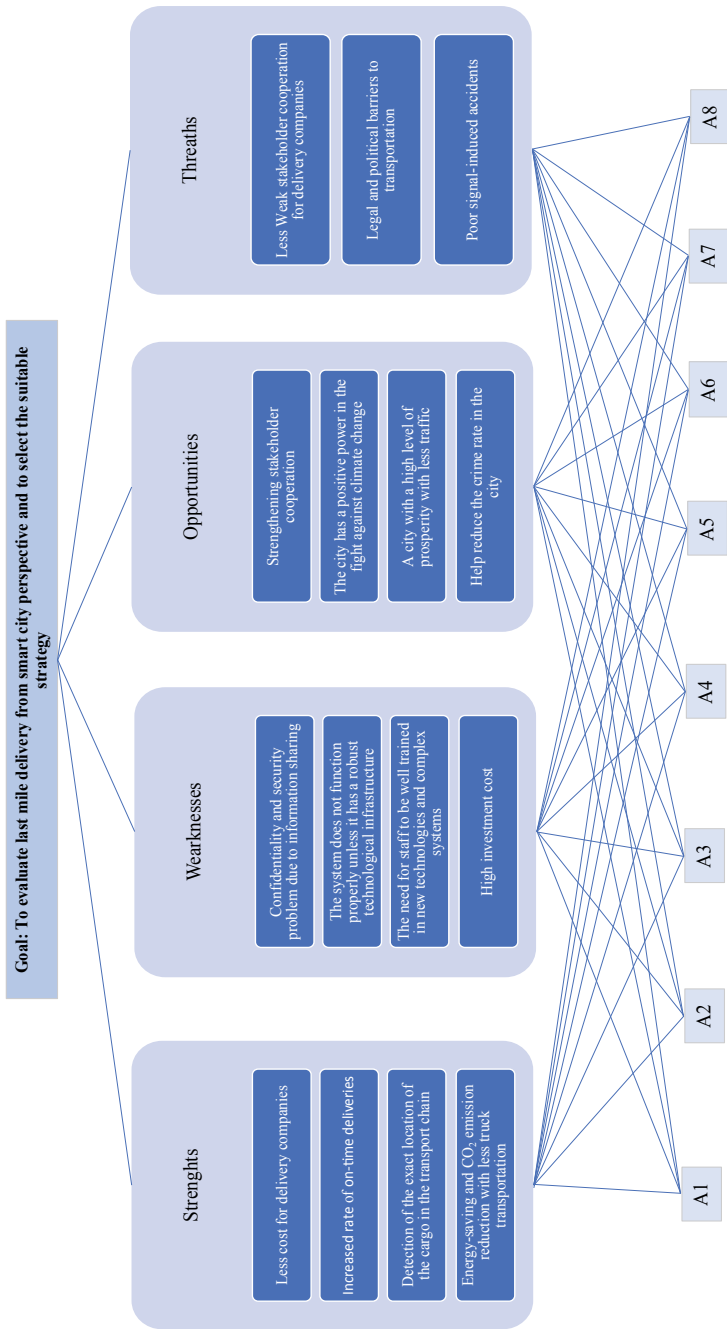 Goal: To evaluate last mile delivery from smart city perspective and to select the suitable
strategy
Strenghts
Less cost for delivery companies
Increased rate of on-time deliveries
Detection of the exact location of
the cargo in the transport chain
Energy-saving and CO₂ emission
reduction with less truck
transportation
Wearknesses
Confidentiality and security
problem due to information sharing
The system does not function
properly unless it has a robust
technological infrastructure
The need for staff to be well trained
in new technologies and complex
systems
High investment cost
Opportunities
Strengthening stakeholder
cooperation
The city has a positive power in the
fight against climate change
A city with a high level of
prosperity with less traffic
Help reduce the crime rate in the
city
Threaths
Less Weak stakeholder cooperation
for delivery companies
Legal and political barriers to
transportation
Poor signal-induced accidents
A1
A2
A3
A4
A5
A6
A7
A8